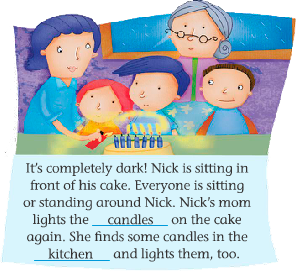 It's completely dark! Nick is sitting in
front of his cake. Everyone is sitting
or standing around Nick. Nick's mom
lights the candles on the cake
again. She finds some candles in the
kitchen and lights them, too.